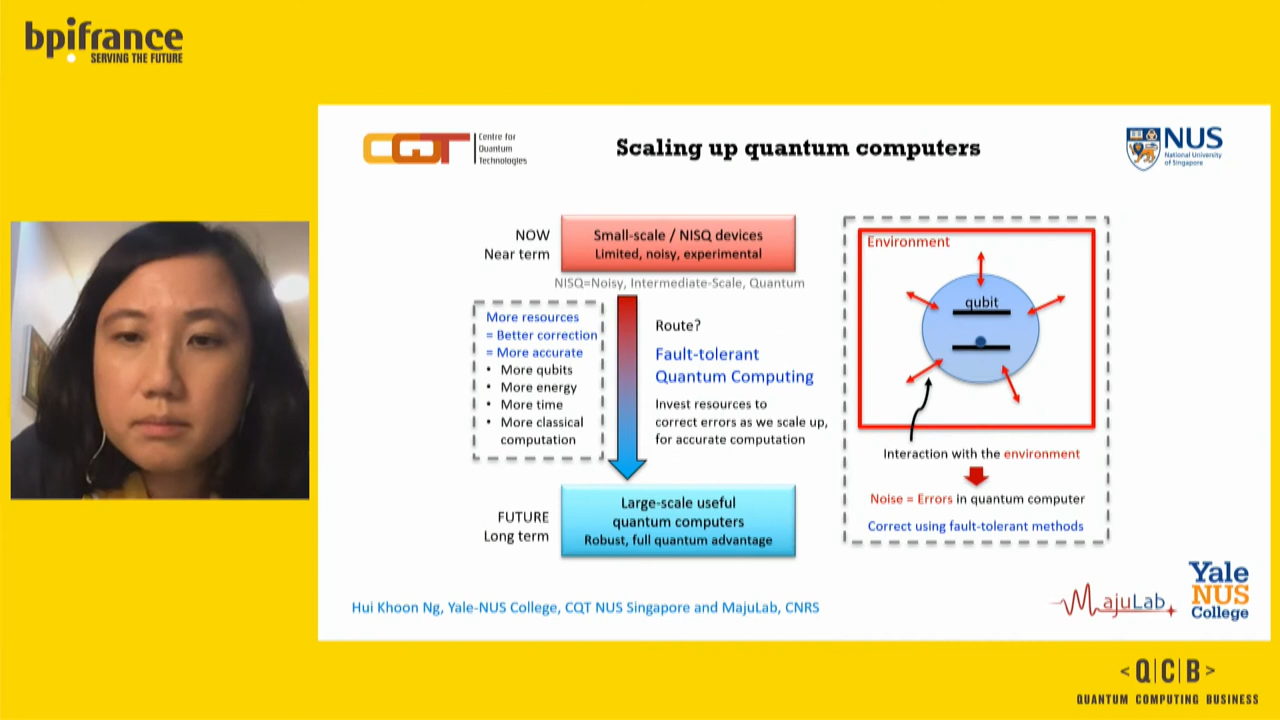 bpifrance
SERVING THE FUTURE
CQT
Centre for
Quantum
Technologies
Scaling up quantum computers
NUS
National University
of Singapore
NOW
Near term
Small-scale / NISQ devices
Limited, noisy, experimental
NISQ=Noisy, Intermediate-Scale, Quantum
More resources
= Better correction
= More accurate
• More qubits
• More energy
• More time
• More classical
computation
Route?
Fault-tolerant
Quantum Computing
Invest resources to
correct errors as we scale up,
for accurate computation
FUTURE
Long term
Large-scale useful
quantum computers
Robust, full quantum advantage
Environment
qubit
Interaction with the environment
Noise = Errors in quantum computer
Correct using fault-tolerant methods
Hui Khoon Ng, Yale-NUS College, CQT NUS Singapore and MajuLab, CNRS
MajuLab
Yale
NUS
College
<Q|C|B>
QUANTUM COMPUTING BUSINESS